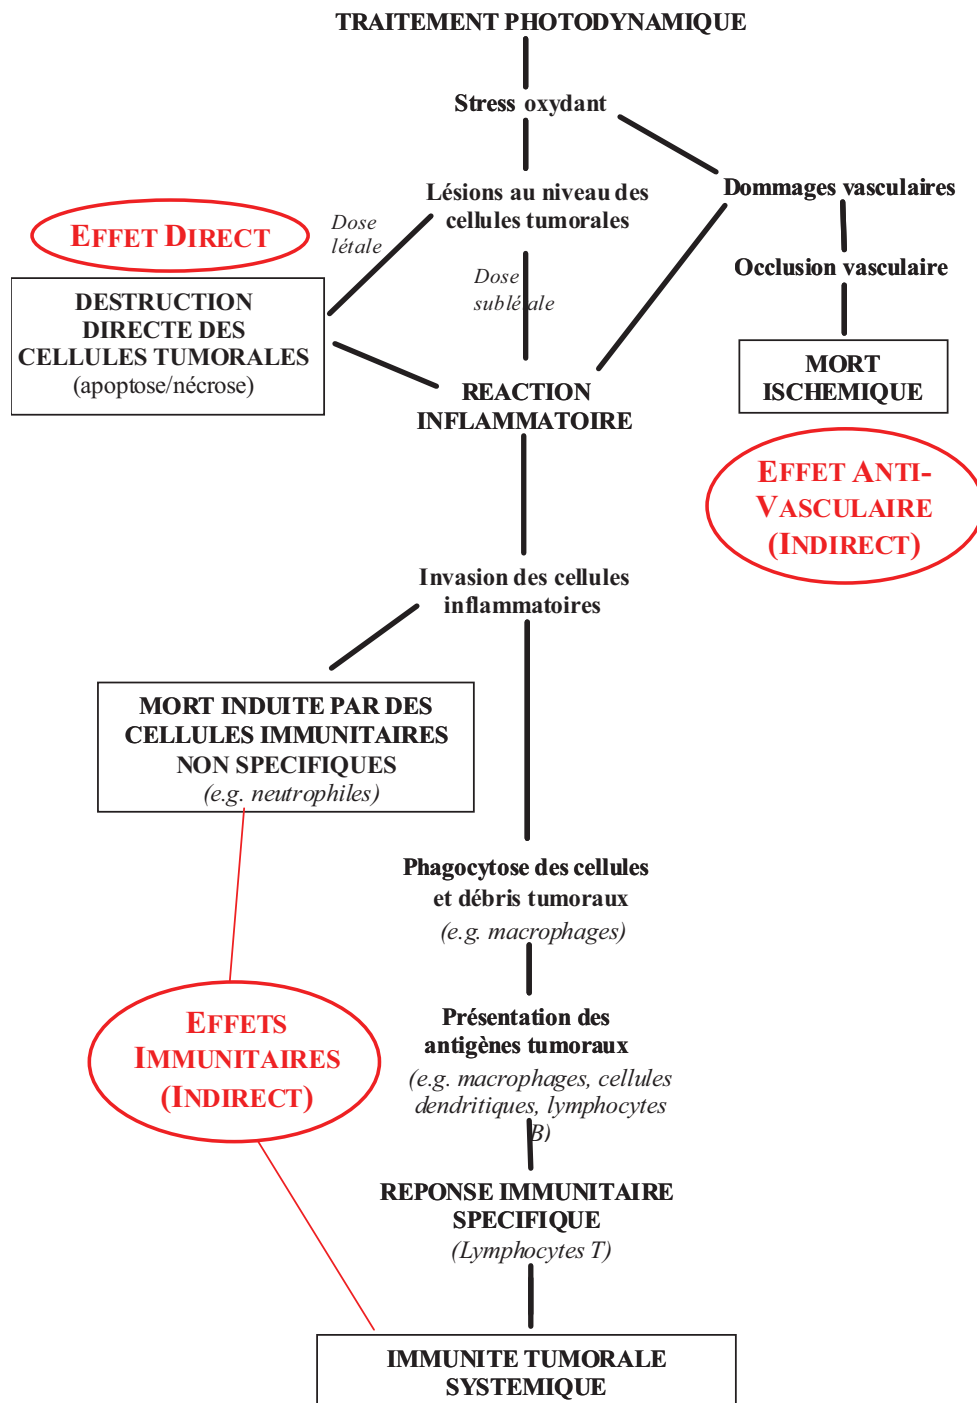 TRAITEMENT PHOTODYNAMIQUE
Stress oxydant
Lésions au niveau des
cellules tumorales
Dommages vasculaires
EFFET DIRECT
Dose
létale
Dose
sublétale
Occlusion vasculaire
DESTRUCTION
DIRECTE DES
CELLULES TUMORALES
(apoptose/nécrose)
REACTION
INFLAMMATOIRE
MORT
ISCHEMIQUE
EFFET ANTI-
VASCULAIRE
(INDIRECT)
Invasion des cellules
inflammatoires
MORT INDUITE PAR DES
CELLULES IMMUNITAIRES
NON SPECIFIQUES
(e.g. neutrophiles)
Phagocytose des cellules
et débris tumoraux
(e.g. macrophages)
EFFETS
IMMUNITAIRES
(INDIRECT)
Présentation des
antigènes tumoraux
(e.g. macrophages, cellules
dendritiques, lymphocytes
B)
REPONSE IMMUNITAIRE
SPECIFIQUE
(Lymphocytes T)
IMMUNITE TUMORALE
SYSTEMIQUE